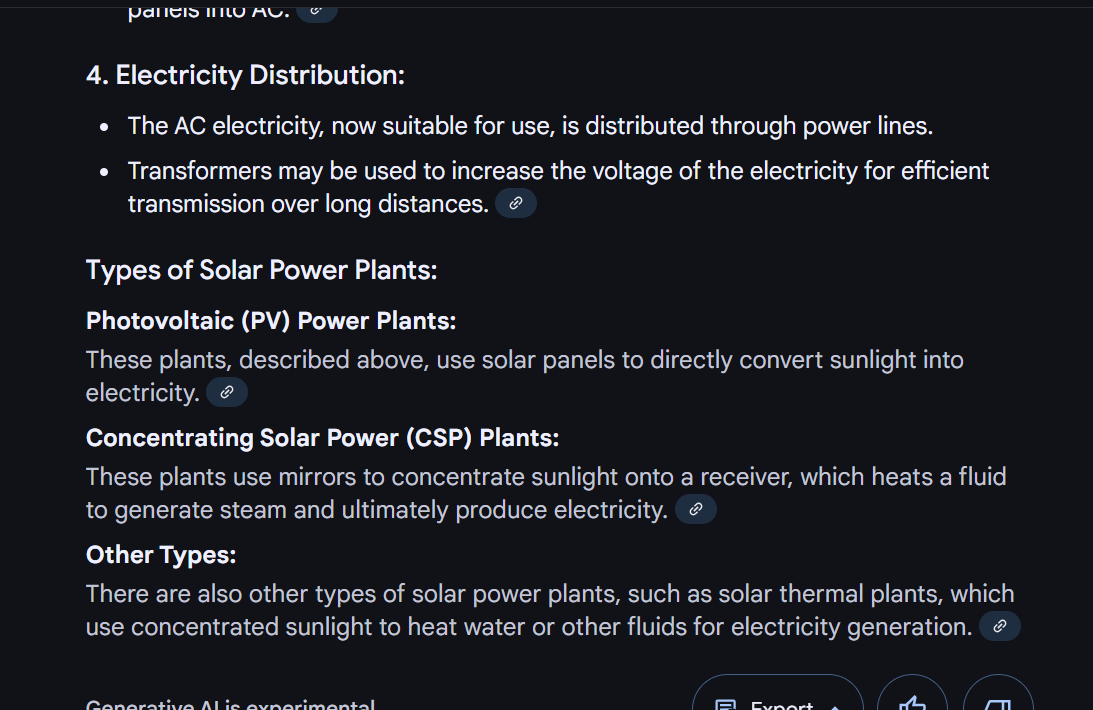 panels into AC.
4. Electricity Distribution:
The AC electricity, now suitable for use, is distributed through power lines.
Transformers may be used to increase the voltage of the electricity for efficient
transmission over long distances.
Types of Solar Power Plants:
Photovoltaic (PV) Power Plants:
These plants, described above, use solar panels to directly convert sunlight into
electricity.
Concentrating Solar Power (CSP) Plants:
These plants use mirrors to concentrate sunlight onto a receiver, which heats a fluid
to generate steam and ultimately produce electricity.
Other Types:
There are also other types of solar power plants, such as solar thermal plants, which
use concentrated sunlight to heat water or other fluids for electricity generation.
Generative AI is experimental.
Export